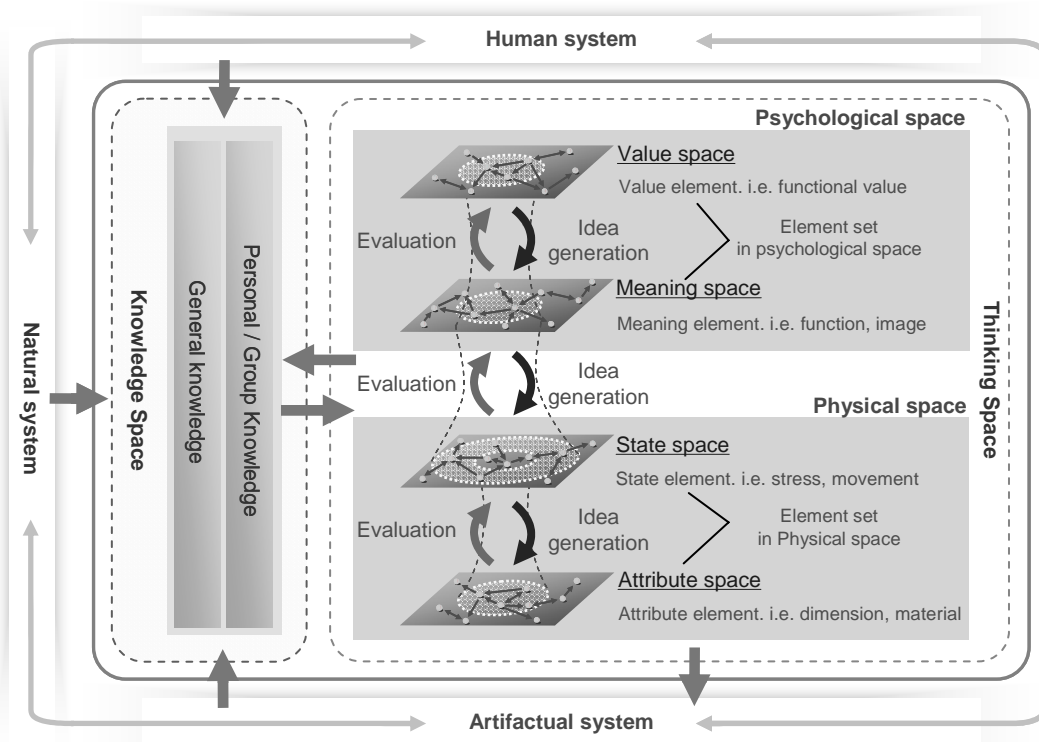 Human system
Natural system
Knowledge Space
General knowledge
Personal / Group Knowledge
Thinking Space
Psychological space
Value space
Value element. i.e. functional value
Evaluation
Idea
generation
Element set
in psychological space
Meaning space
Meaning element. i.e. function, image
Evaluation
Idea
generation
Physical space
State space
State element. i.e. stress, movement
Evaluation
Idea
generation
Element set
in Physical space
Attribute space
Attribute element. i.e. dimension, material
Artifactual system